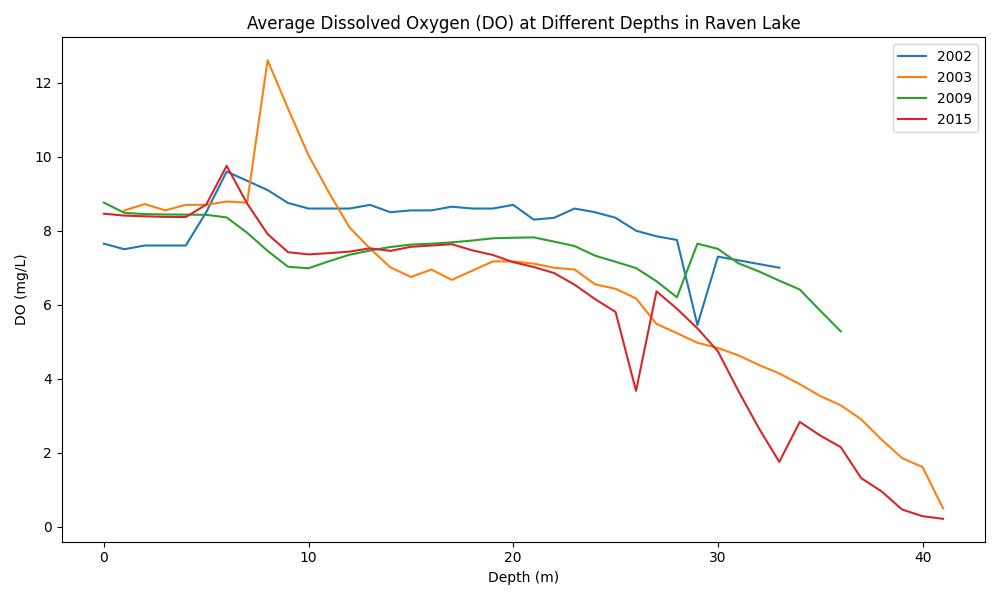 Average Dissolved Oxygen (DO) at Different Depths in Raven Lake
2002
2003
2009
2015
DO (mg/L)
12
10
8
6
4
2
0
0 10 20 30 40
Depth (m)